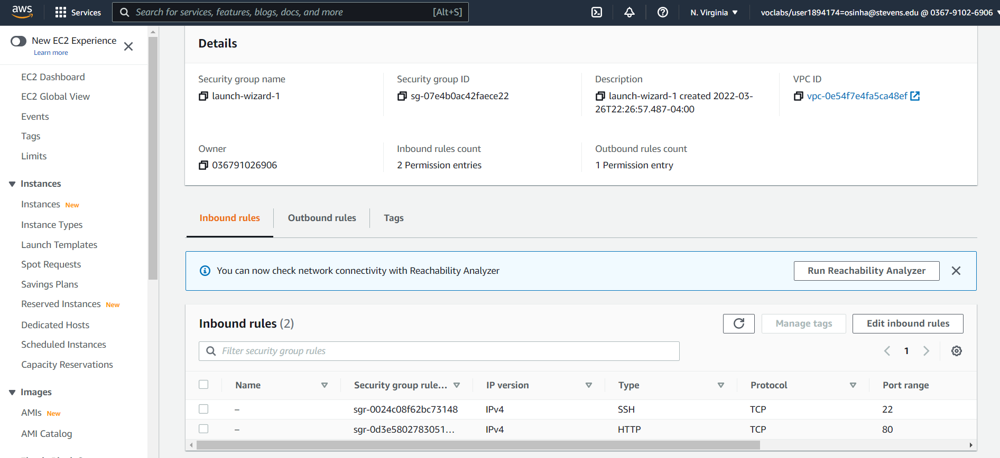 aws
Services
Search for services, features, blogs, docs, and more
[Alt+S]
N. Virginia
voclabs/user1894174=osinha@stevens.edu @ 0367-9102-6906
New EC2 Experience
Learn more
EC2 Dashboard
EC2 Global View
Events
Tags
Limits
Instances
Instances New
Instance Types
Launch Templates
Spot Requests
Savings Plans
Reserved Instances New
Dedicated Hosts
Scheduled Instances
Capacity Reservations
Images
AMIs New
AMI Catalog
Details
Security group name
launch-wizard-1
Security group ID
sg-07e4b0ac42faece22
Description
launch-wizard-1 created 2022-03-
26T22:26:57.487-04:00
VPC ID
vpc-0e54f7e4fa5ca48ef
Owner
036791026906
Inbound rules count
2 Permission entries
Outbound rules count
1 Permission entry
Inbound rules
Outbound rules
Tags
You can now check network connectivity with Reachability Analyzer
Run Reachability Analyzer
Inbound rules (2)
Manage tags
Edit inbound rules
Filter security group rules
1
Name Security group rule... IP version Type Protocol Port range
– sgr-0024c08f62bc73148 IPv4 SSH TCP 22
– sgr-0d3e5802783051... IPv4 HTTP TCP 80